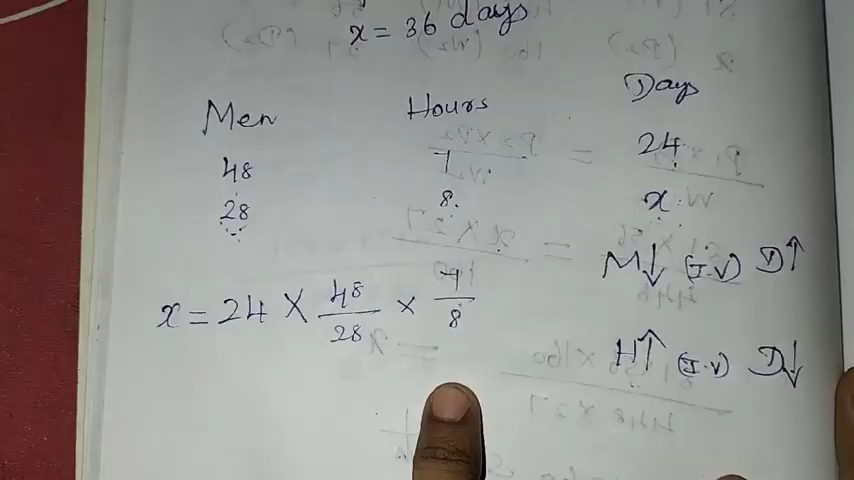 x = 36 days
Men Hours Days
48 7 24
28 8 x
M↓ (I.V) D↑
x = 24 × 48/28 × 7/8
H↑ (I.V) D↓